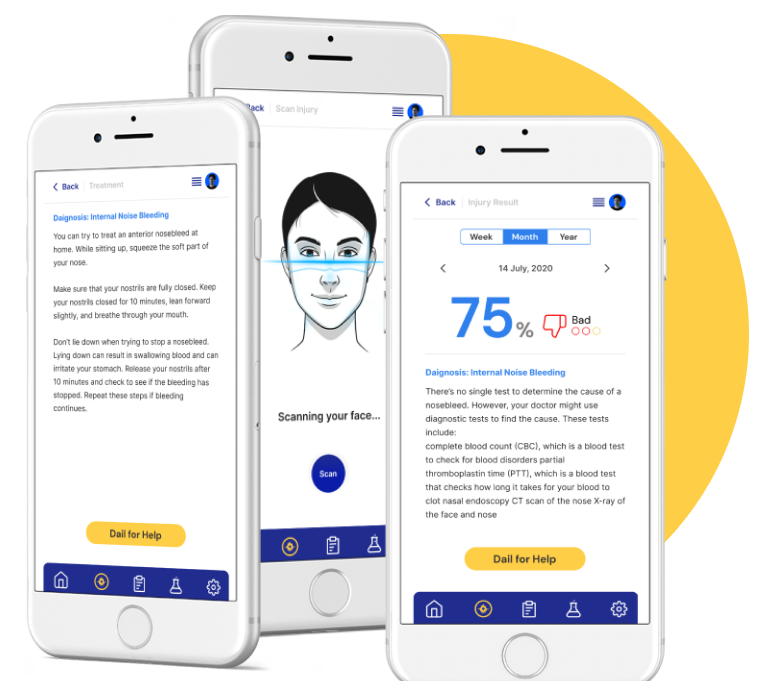 Back | Treatment
Daignosis: Internal Noise Bleeding
You can try to treat an anterior nosebleed at
home. While sitting up, squeeze the soft part of
your nose.
Make sure that your nostrils are fully closed. Keep
your nostrils closed for 10 minutes, lean forward
slightly, and breathe through your mouth.
Don't lie down when trying to stop a nosebleed.
Lying down can result in swallowing blood and can
irritate your stomach. Release your nostrils after
10 minutes and check to see if the bleeding has
stopped. Repeat these steps if bleeding
continues.
Dail for Help
Back | Scan Injury
Scanning your face...
Scan
Back | Injury Result
Week Month Year
14 July, 2020
75%
Bad
Daignosis: Internal Noise Bleeding
There's no single test to determine the cause of a
nosebleed. However, your doctor might use
diagnostic tests to find the cause. These tests
include:
complete blood count (CBC), which is a blood test
to check for blood disorders partial
thromboplastin time (PTT), which is a blood test
that checks how long it takes for your blood to
clot nasal endoscopy CT scan of the nose X-ray of
the face and nose
Dail for Help